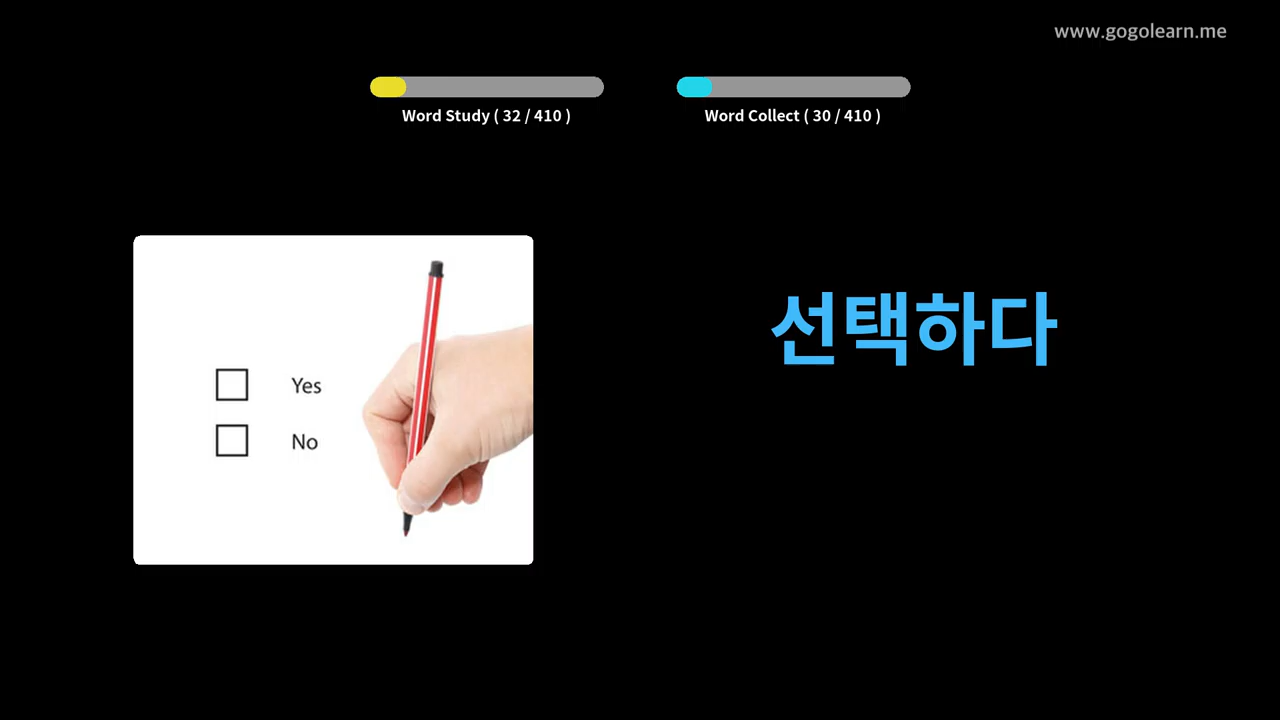 www.gogolearn.me
Word Study ( 32 / 410 )
Word Collect ( 30 / 410 )
선택하다
Yes
No